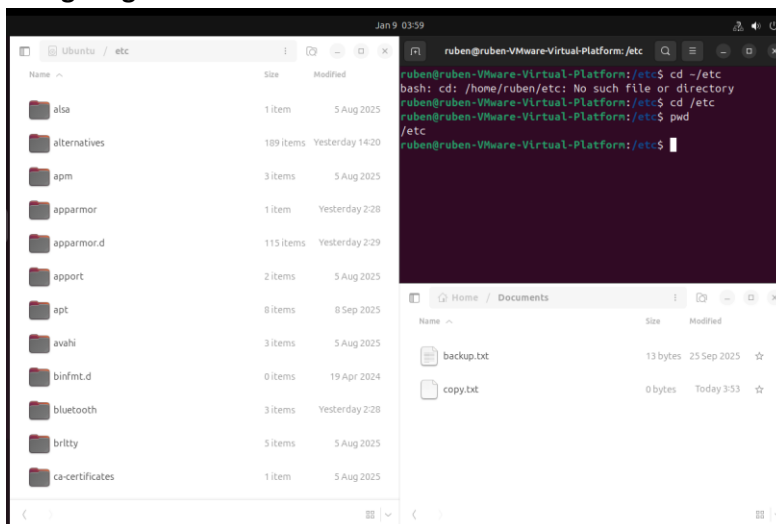 Jan 9 03:59
Ubuntu / etc
Name Size Modified
alsa 1 item 5 Aug 2025
alternatives 189 items Yesterday 14:20
apm 3 items 5 Aug 2025
apparmor 1 item Yesterday 2:28
apparmor.d 115 items Yesterday 2:29
apport 2 items 5 Aug 2025
apt 8 items 8 Sep 2025
avahi 3 items 5 Aug 2025
binfmt.d 0 items 19 Apr 2024
bluetooth 3 items Yesterday 2:28
brltty 5 items 5 Aug 2025
ca-certificates 1 item 5 Aug 2025
ruben@ruben-VMware-Virtual-Platform: /etc
ruben@ruben-VMware-Virtual-Platform:/etc$ cd ~/etc
bash: cd: /home/ruben/etc: No such file or
directory
ruben@ruben-VMware-Virtual-Platform:/etc$ cd /etc
ruben@ruben-VMware-Virtual-Platform:/etc$ pwd
/etc
ruben@ruben-VMware-Virtual-Platform:/etc$
Home / Documents
Name Size Modified
backup.txt 13 bytes 25 Sep 2025
copy.txt 0 bytes Today 3:53